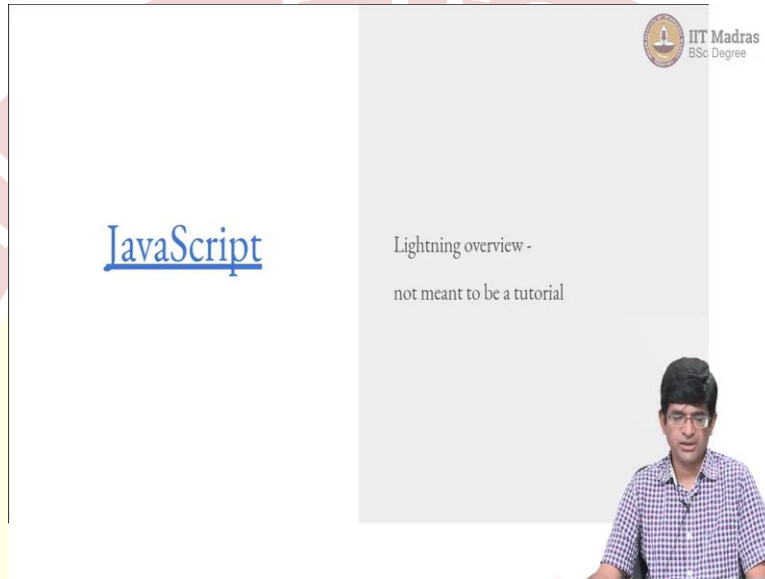 IIT Madras
BSc Degree
JavaScript
Lightning overview -
not meant to be a tutorial